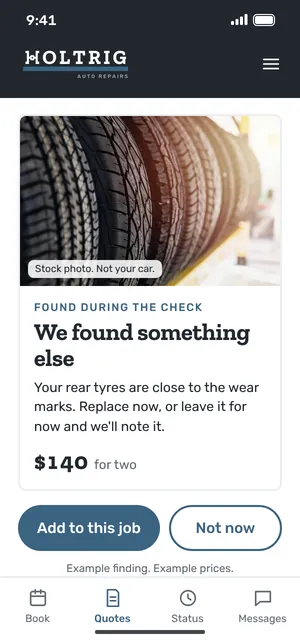 9:41
HOLTRIG
AUTO REPAIRS
Stock photo. Not your car.
FOUND DURING THE CHECK
We found something
else
Your rear tyres are close to the wear
marks. Replace now, or leave it for
now and we'll note it.
$140 for two
Add to this job
Not now
Example finding. Example prices.
Book
Quotes
Status
Messages